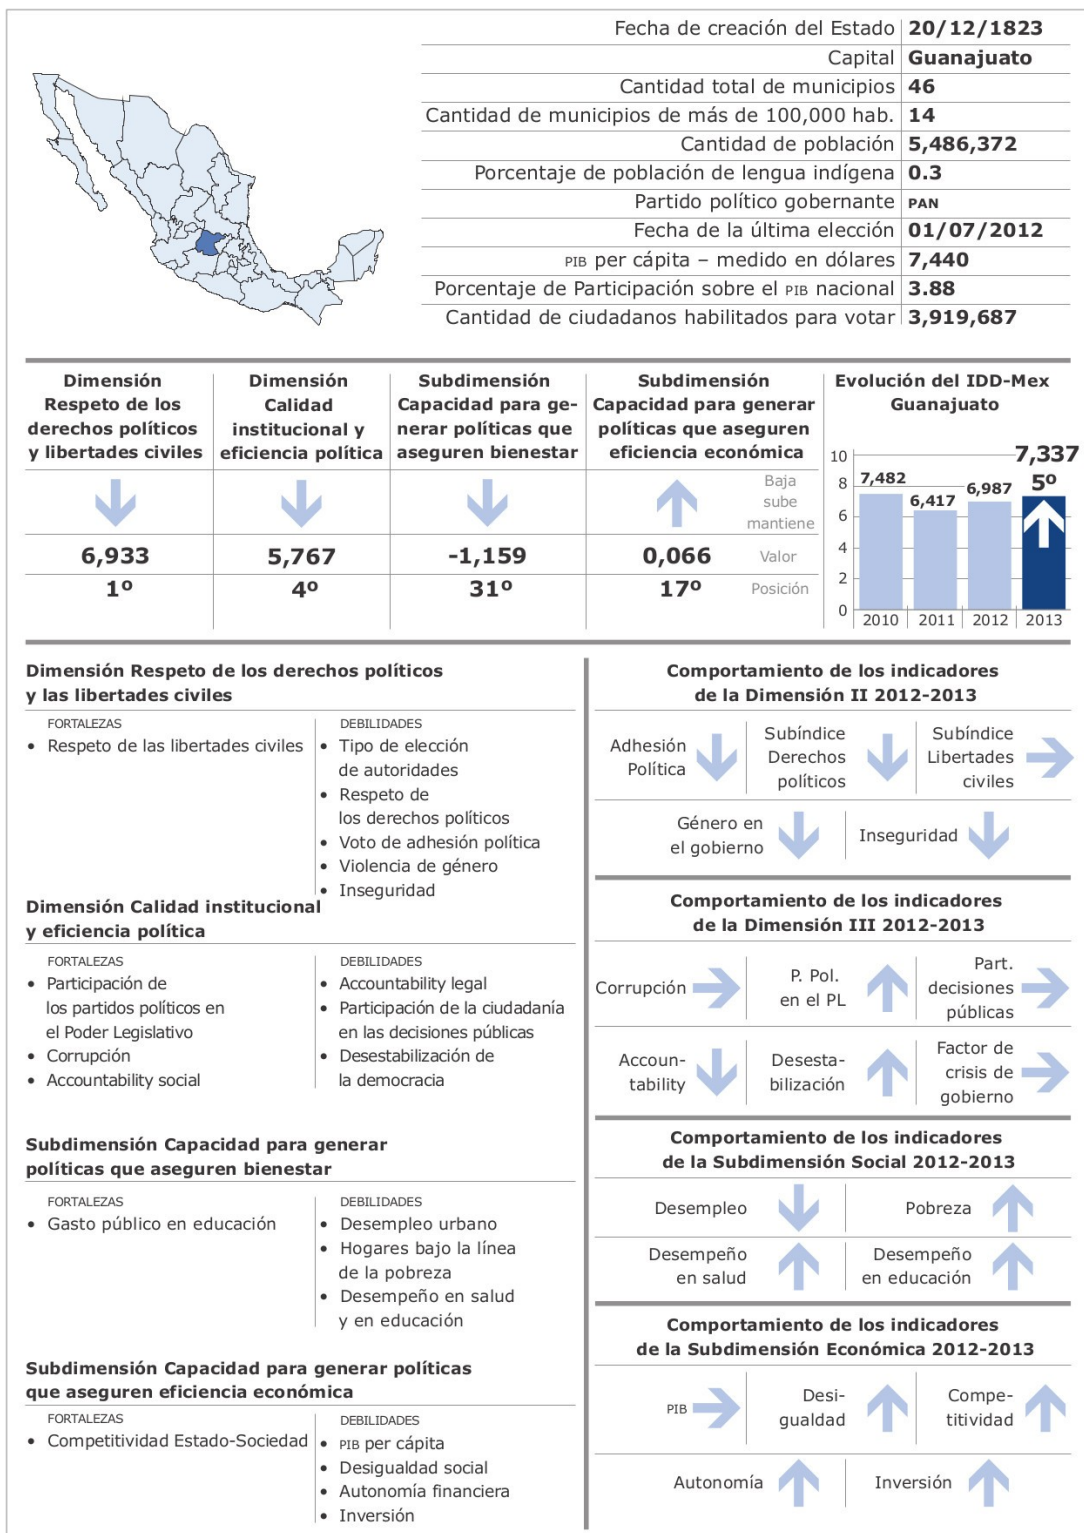 Fecha de creación del Estado 20/12/1823
Capital Guanajuato
Cantidad total de municipios 46
Cantidad de municipios de más de 100,000 hab. 14
Cantidad de población 5,486,372
Porcentaje de población de lengua indígena 0.3
Partido político gobernante PAN
Fecha de la última elección 01/07/2012
PIB per cápita – medido en dólares 7,440
Porcentaje de Participación sobre el PIB nacional 3.88
Cantidad de ciudadanos habilitados para votar 3,919,687
Dimensión
Respeto de los
derechos políticos
y libertades civiles
6,933
1º
Dimensión
Calidad
institucional y
eficiencia política
5,767
4º
Subdimensión
Capacidad para ge-
nerar políticas que
aseguren bienestar
-1,159
31º
Subdimensión
Capacidad para generar
políticas que aseguren
eficiencia económica
0,066
17º
Baja
sube
mantiene
Valor
Posición
Evolución del IDD-Mex
Guanajuato
10
8
6
4
2
0
7,482
6,417
6,987
7,337
5º
2010
2011
2012
2013
Dimensión Respeto de los derechos políticos
y las libertades civiles
FORTALEZAS
• Respeto de las libertades civiles
DEBILIDADES
• Tipo de elección
de autoridades
• Respeto de
los derechos políticos
• Voto de adhesión política
• Violencia de género
• Inseguridad
Dimensión Calidad institucional
y eficiencia política
FORTALEZAS
• Participación de
los partidos políticos en
el Poder Legislativo
• Corrupción
• Accountability social
DEBILIDADES
• Accountability legal
• Participación de la ciudadanía
en las decisiones públicas
• Desestabilización de
la democracia
Subdimensión Capacidad para generar
políticas que aseguren bienestar
FORTALEZAS
• Gasto público en educación
DEBILIDADES
• Desempleo urbano
• Hogares bajo la línea
de la pobreza
• Desempeño en salud
y en educación
Subdimensión Capacidad para generar políticas
que aseguren eficiencia económica
FORTALEZAS
• Competitividad Estado-Sociedad
DEBILIDADES
• PIB per cápita
• Desigualdad social
• Autonomía financiera
• Inversión
Comportamiento de los indicadores
de la Dimensión II 2012-2013
Adhesión
Política
Subíndice
Derechos
políticos
Subíndice
Libertades
civiles
Género en
el gobierno
Inseguridad
Comportamiento de los indicadores
de la Dimensión III 2012-2013
Corrupción
P. Pol.
en el PL
Part.
decisiones
públicas
Accoun-
tability
Desesta-
bilización
Factor de
crisis de
gobierno
Comportamiento de los indicadores
de la Subdimensión Social 2012-2013
Desempleo
Pobreza
Desempeño
en salud
Desempeño
en educación
Comportamiento de los indicadores
de la Subdimensión Económica 2012-2013
PIB
Desi-
gualdad
Compe-
titividad
Autonomía
Inversión